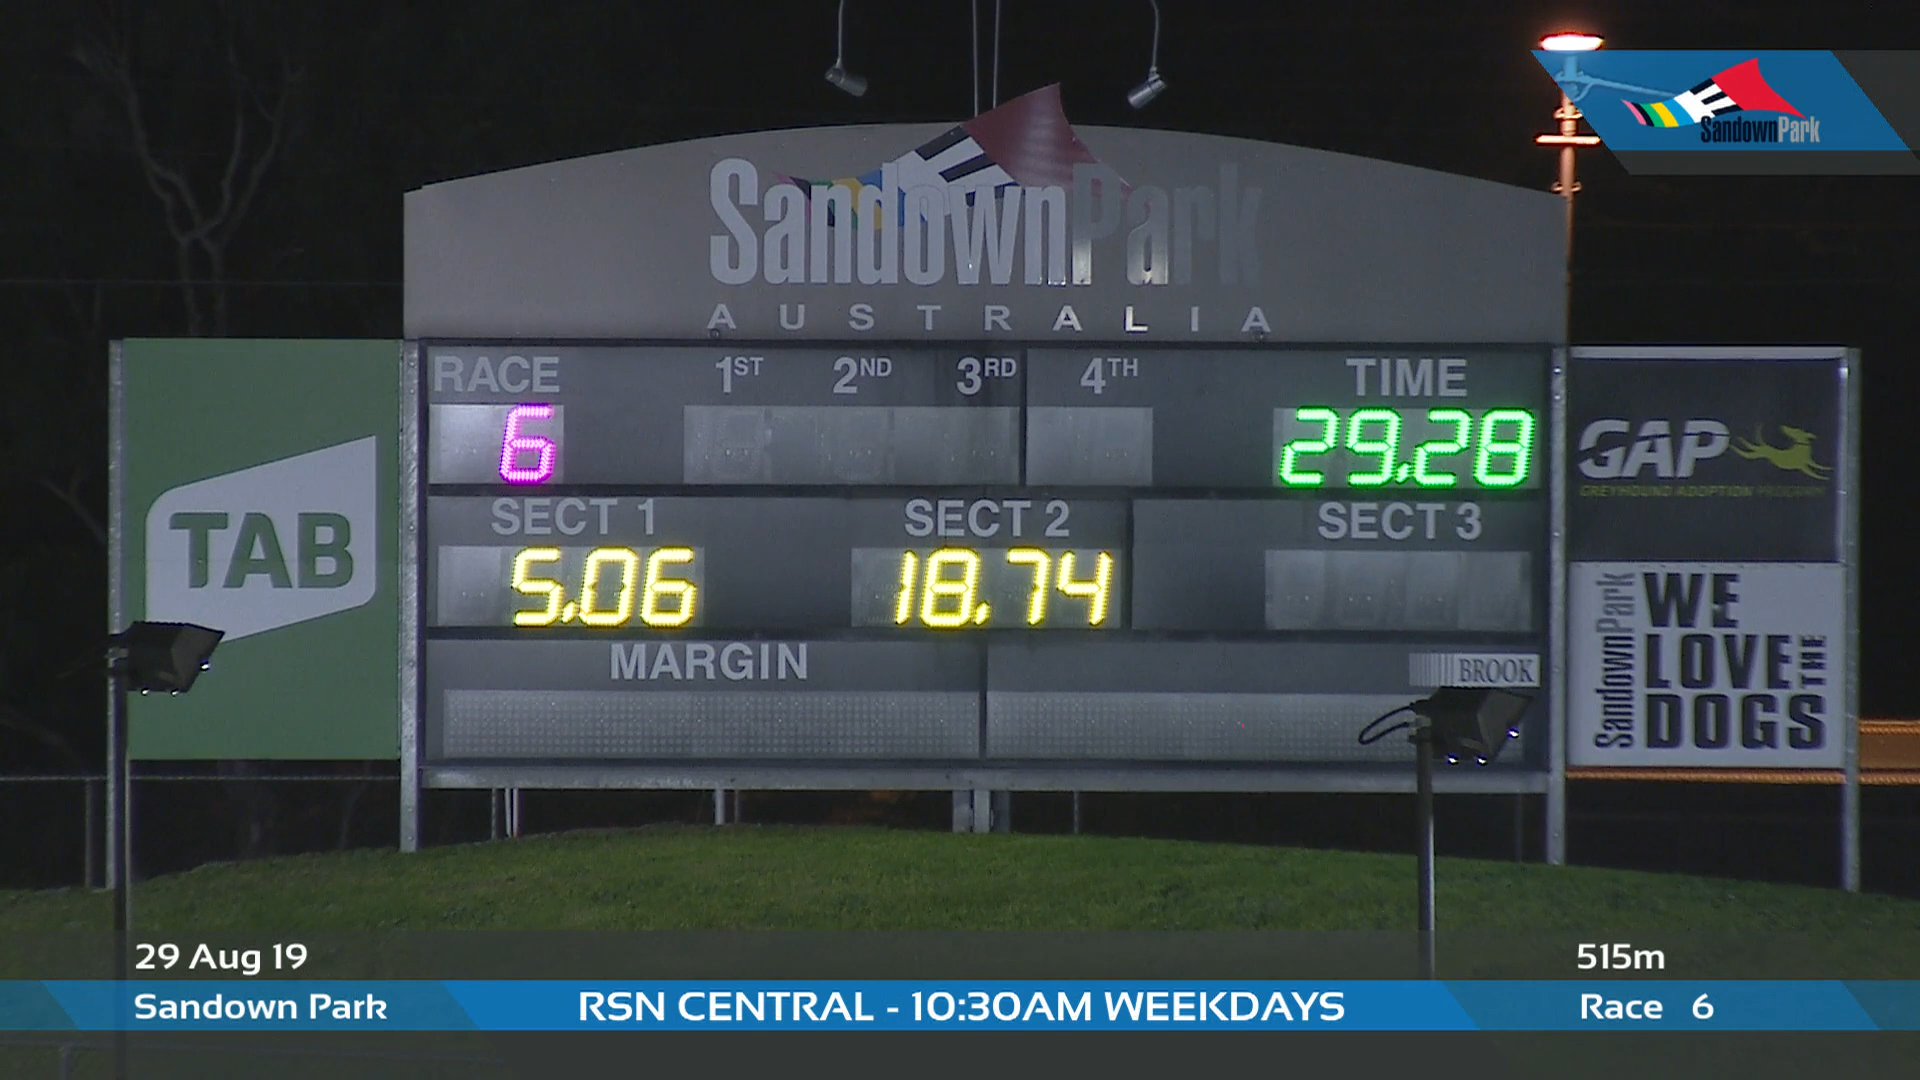 SandownPark
SandownPark
AUSTRALIA
RACE 1ST 2ND 3RD 4TH TIME
6 29.28
SECT 1 SECT 2 SECT 3
5.06 18.74
MARGIN
BROOK
TAB
GAP
GREYHOUND ADOPTION PROGRAM
SandownPark
WE
LOVE THE
DOGS
29 Aug 19 515m
Sandown Park RSN CENTRAL - 10:30AM WEEKDAYS Race 6